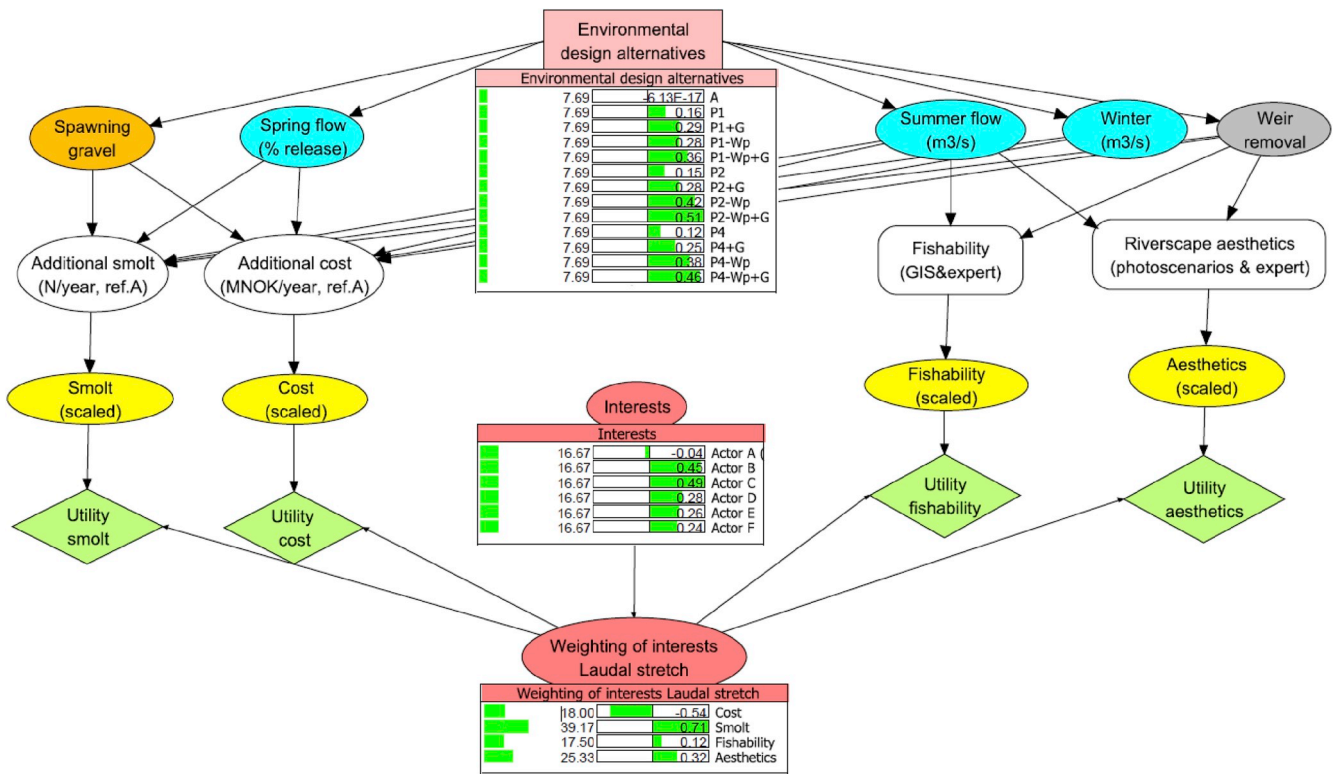 Environmental
design alternatives
Environmental design alternatives
7.69 -6.13E-17 A
7.69 0.16 P1
7.69 0.29 P1+G
7.69 0.28 P1-Wp
7.69 0.36 P1-Wp+G
7.69 0.15 P2
7.69 0.28 P2+G
7.69 0.42 P2-Wp
7.69 0.51 P2-Wp+G
7.69 0.12 P4
7.69 0.25 P4+G
7.69 0.38 P4-Wp
7.69 0.46 P4-Wp+G
Spawning
gravel
Spring flow
(% release)
Summer flow
(m3/s)
Winter
(m3/s)
Weir
removal
Additional smolt
(N/year, ref.A)
Additional cost
(MNOK/year, ref.A)
Fishability
(GIS&expert)
Riverscape aesthetics
(photoscenarios & expert)
Smolt
(scaled)
Cost
(scaled)
Fishability
(scaled)
Aesthetics
(scaled)
Interests
Interests
16.67 -0.04 Actor A (
16.67 0.45 Actor B
16.67 0.49 Actor C
16.67 0.28 Actor D
16.67 0.26 Actor E
16.67 0.24 Actor F
Utility
smolt
Utility
cost
Utility
fishability
Utility
aesthetics
Weighting of interests
Laudal stretch
Weighting of interests Laudal stretch
18.00 -0.54 Cost
39.17 0.71 Smolt
17.50 0.12 Fishability
25.33 0.32 Aesthetics